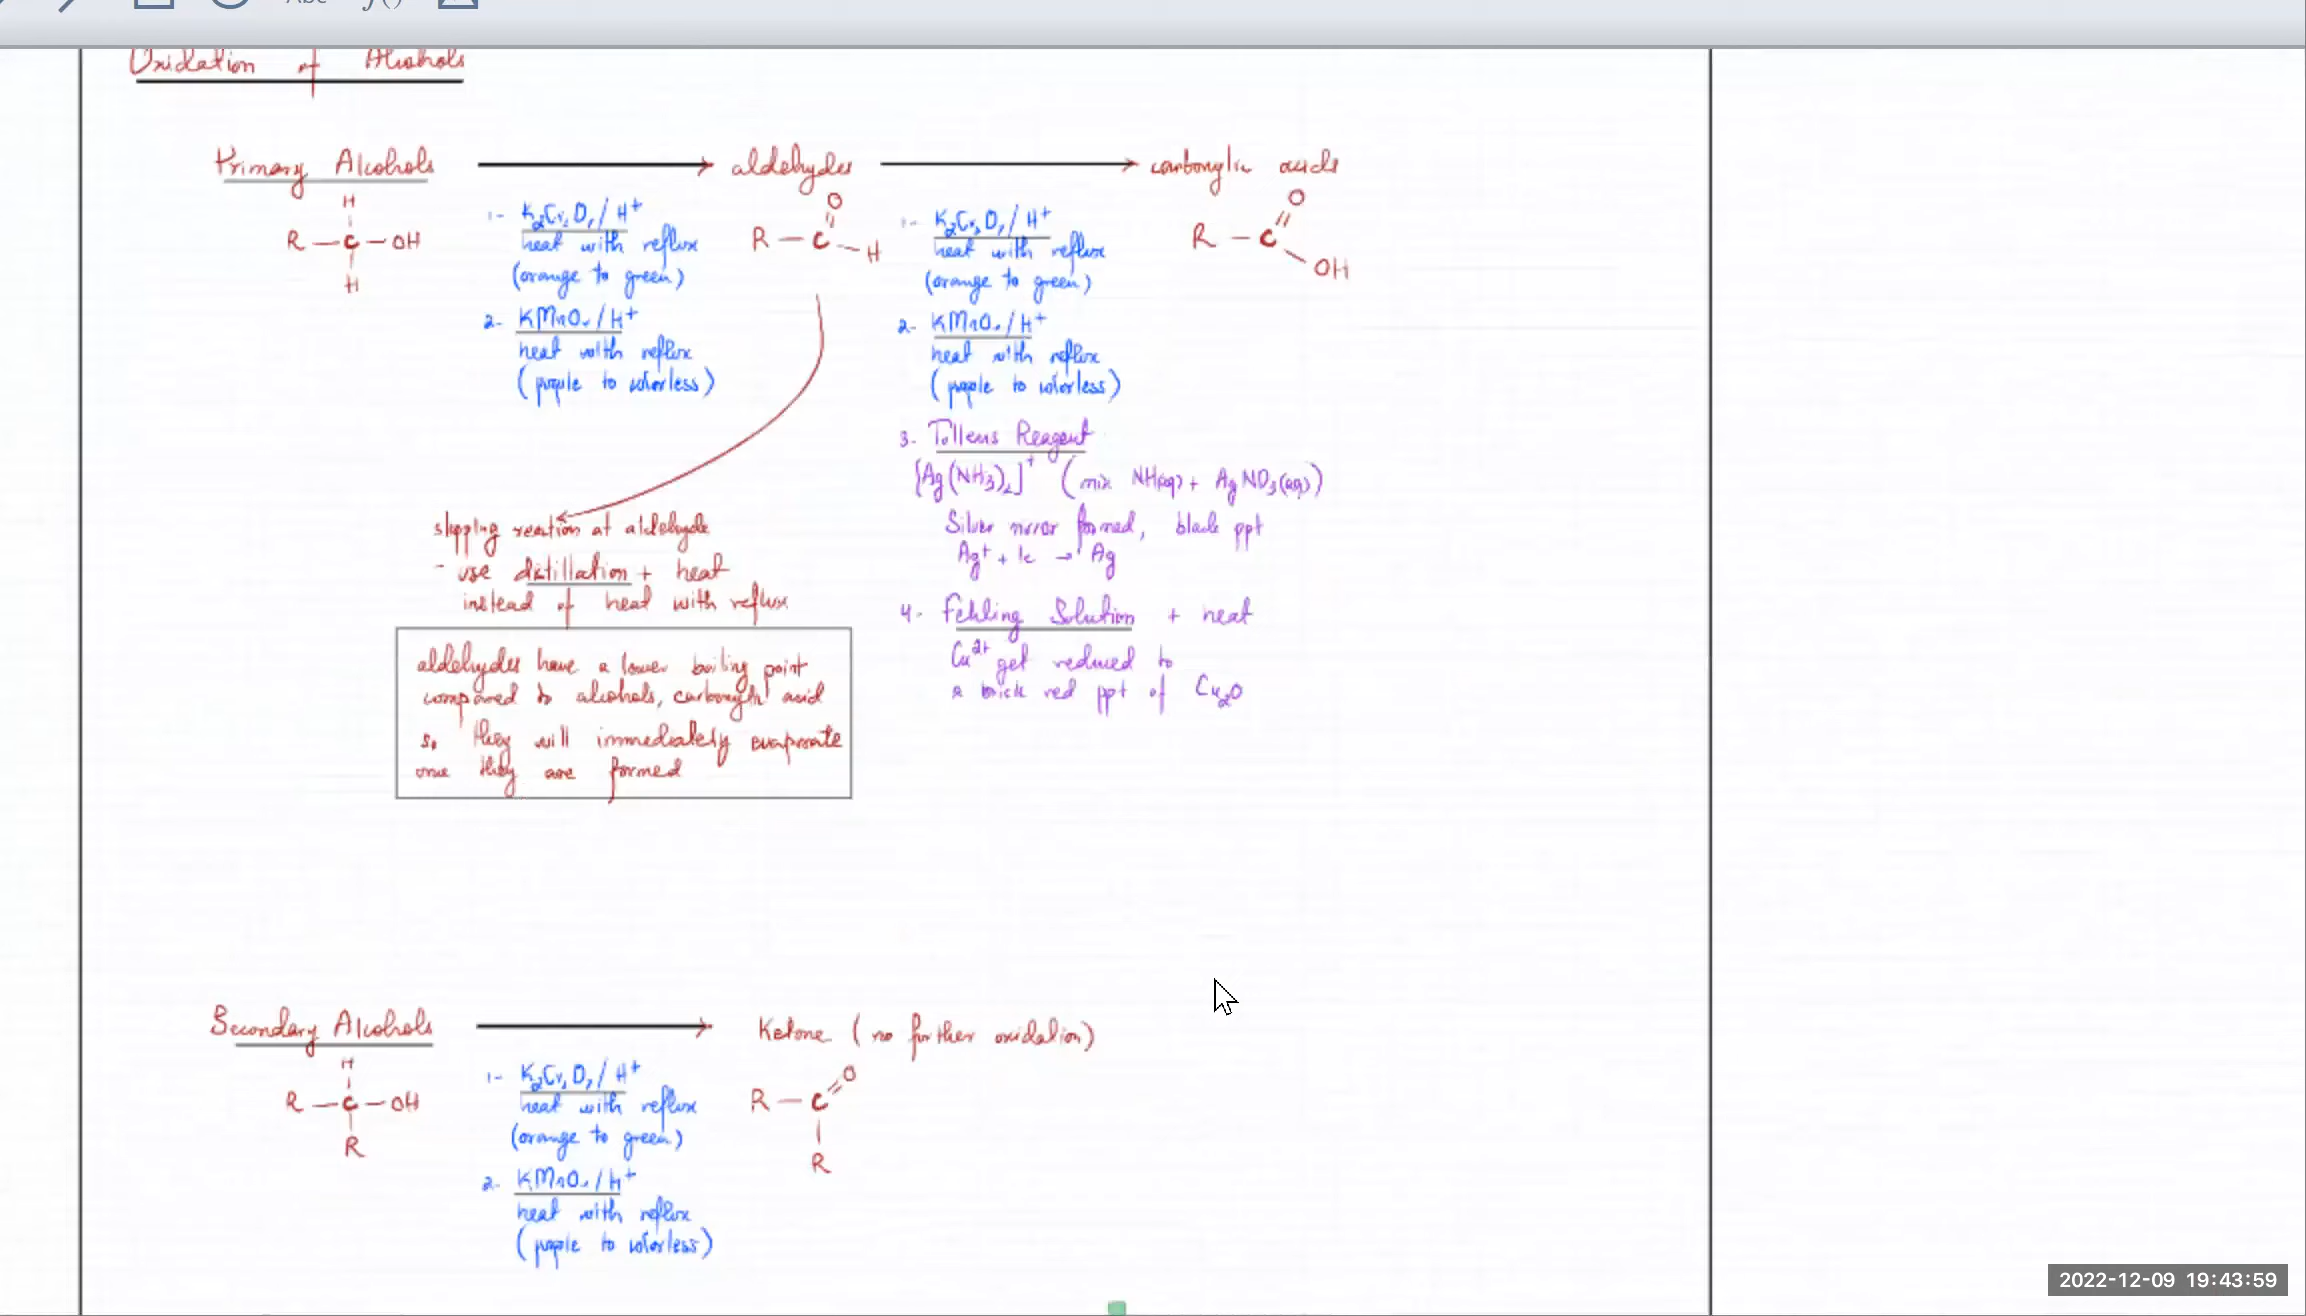 Abc f()
Oxidation of Alcohols
Primary Alcohols
aldehydes
carboxylic acids
H
R — C — OH
H
1- K2Cr2O7 / H+
heat with reflux
(orange to green)
2- KMnO4 / H+
heat with reflux
(purple to colorless)
O
R — C — H
1- K2Cr2O7 / H+
heat with reflux
(orange to green)
2- KMnO4 / H+
heat with reflux
(purple to colorless)
3. Tollens Reagent
[Ag(NH3)2]+ (mix NH(aq) + AgNO3(aq))
Silver mirror formed, black ppt
Ag+ + 1e → Ag
4- Fehling Solution + heat
Cu2+ get reduced to
a brick red ppt of Cu2O
O
R — C
OH
stopping reaction at aldehyde
- use distillation + heat
instead of heat with reflux
aldehydes have a lower boiling point
compared to alcohols, carboxylic acid
so they will immediately evaporate
once they are formed
Secondary Alcohols
Ketone (no further oxidation)
H
R — C — OH
R
1- K2Cr2O7 / H+
heat with reflux
(orange to green)
2- KMnO4 / H+
heat with reflux
(purple to colorless)
O
R — C
R
2022-12-09 19:43:59